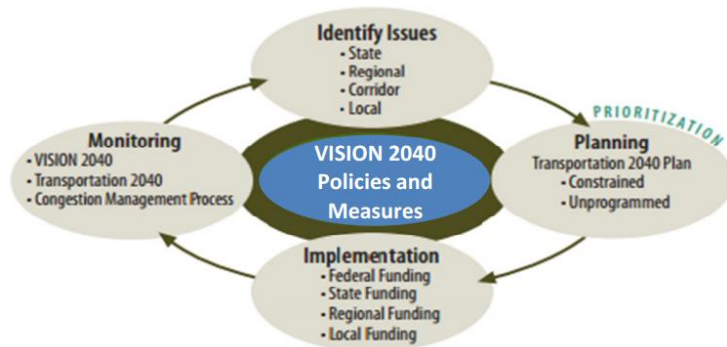 Identify Issues
• State
• Regional
• Corridor
• Local
PRIORITIZATION
Monitoring
• VISION 2040
• Transportation 2040
• Congestion Management Process
VISION 2040
Policies and
Measures
Planning
Transportation 2040 Plan
• Constrained
• Unprogrammed
Implementation
• Federal Funding
• State Funding
• Regional Funding
• Local Funding